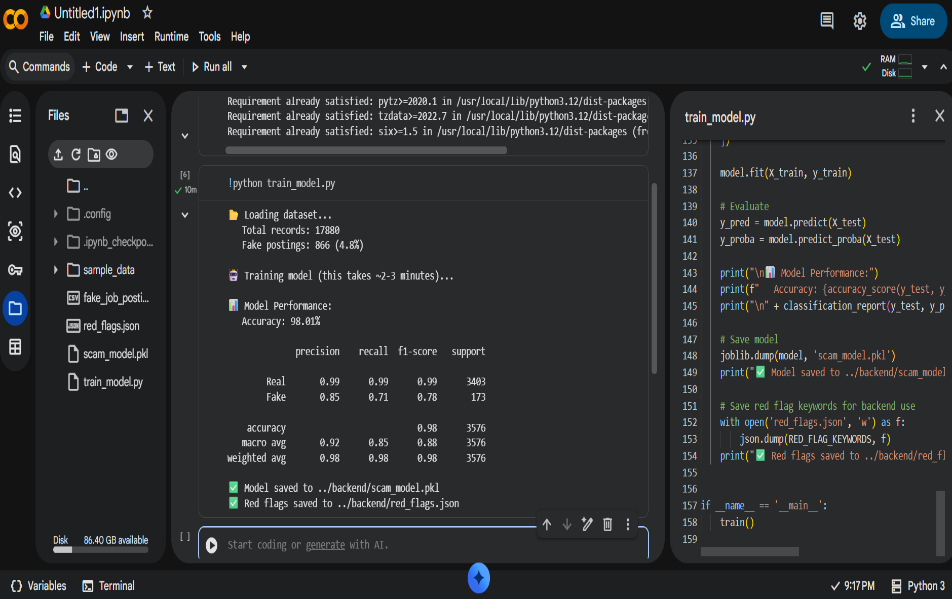 Untitled1.ipynb
File Edit View Insert Runtime Tools Help
Share
Commands + Code + Text Run all
RAM
Disk
Files
..
.config
.ipynb_checkpo...
sample_data
fake_job_posti...
red_flags.json
scam_model.pkl
train_model.py
Disk 86.40 GB available
Requirement already satisfied: pytz>=2020.1 in /usr/local/lib/python3.12/dist-packages
Requirement already satisfied: tzdata>=2022.7 in /usr/local/lib/python3.12/dist-packag
Requirement already satisfied: six>=1.5 in /usr/local/lib/python3.12/dist-packages (fr
[6]
10m
!python train_model.py
Loading dataset...
Total records: 17880
Fake postings: 866 (4.8%)
Training model (this takes ~2-3 minutes)...
Model Performance:
Accuracy: 98.01%
precision recall f1-score support
Real 0.99 0.99 0.99 3403
Fake 0.85 0.71 0.78 173
accuracy 0.98 3576
macro avg 0.92 0.85 0.88 3576
weighted avg 0.98 0.98 0.98 3576
✅ Model saved to ../backend/scam_model.pkl
✅ Red flags saved to ../backend/red_flags.json
[ ]
Start coding or generate with AI.
train_model.py
135 ])
136
137 model.fit(X_train, y_train)
138
139 # Evaluate
140 y_pred = model.predict(X_test)
141 y_proba = model.predict_proba(X_test)
142
143 print("\n📊 Model Performance:")
144 print(f" Accuracy: {accuracy_score(y_test, y
145 print("\n" + classification_report(y_test, y_p
146
147 # Save model
148 joblib.dump(model, 'scam_model.pkl')
149 print("✅ Model saved to ../backend/scam_model
150
151 # Save red flag keywords for backend use
152 with open('red_flags.json', 'w') as f:
153 json.dump(RED_FLAG_KEYWORDS, f)
154 print("✅ Red flags saved to ../backend/red_fl
155
156
157 if __name__ == '__main__':
158 train()
159
Variables Terminal
9:17 PM Python 3